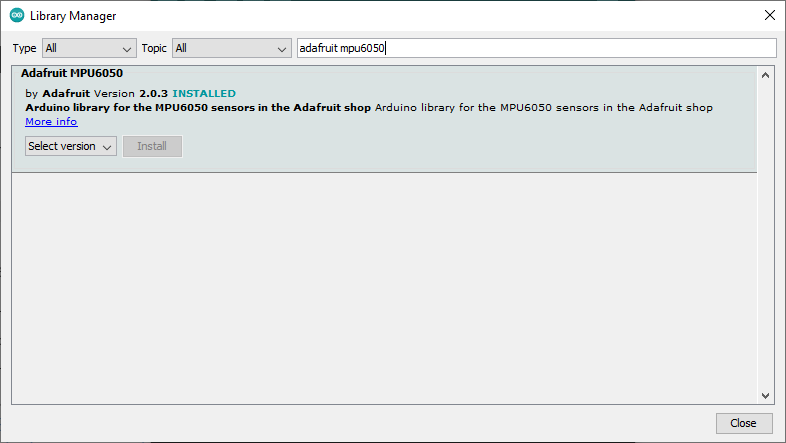 Library Manager
Type All Topic All adafruit mpu6050
Adafruit MPU6050
by Adafruit Version 2.0.3 INSTALLED
Arduino library for the MPU6050 sensors in the Adafruit shop Arduino library for the MPU6050 sensors in the Adafruit shop
More info
Select version Install
Close